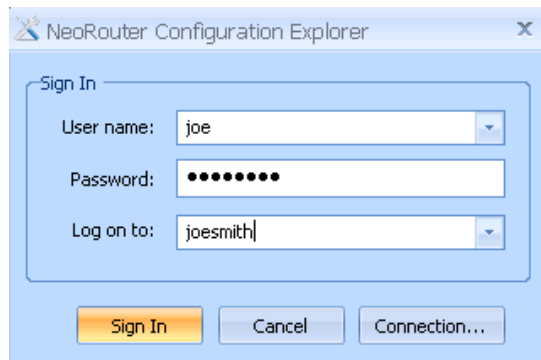 NeoRouter Configuration Explorer
Sign In
User name: joe
Password: ••••••••
Log on to: joesmith
Sign In Cancel Connection...